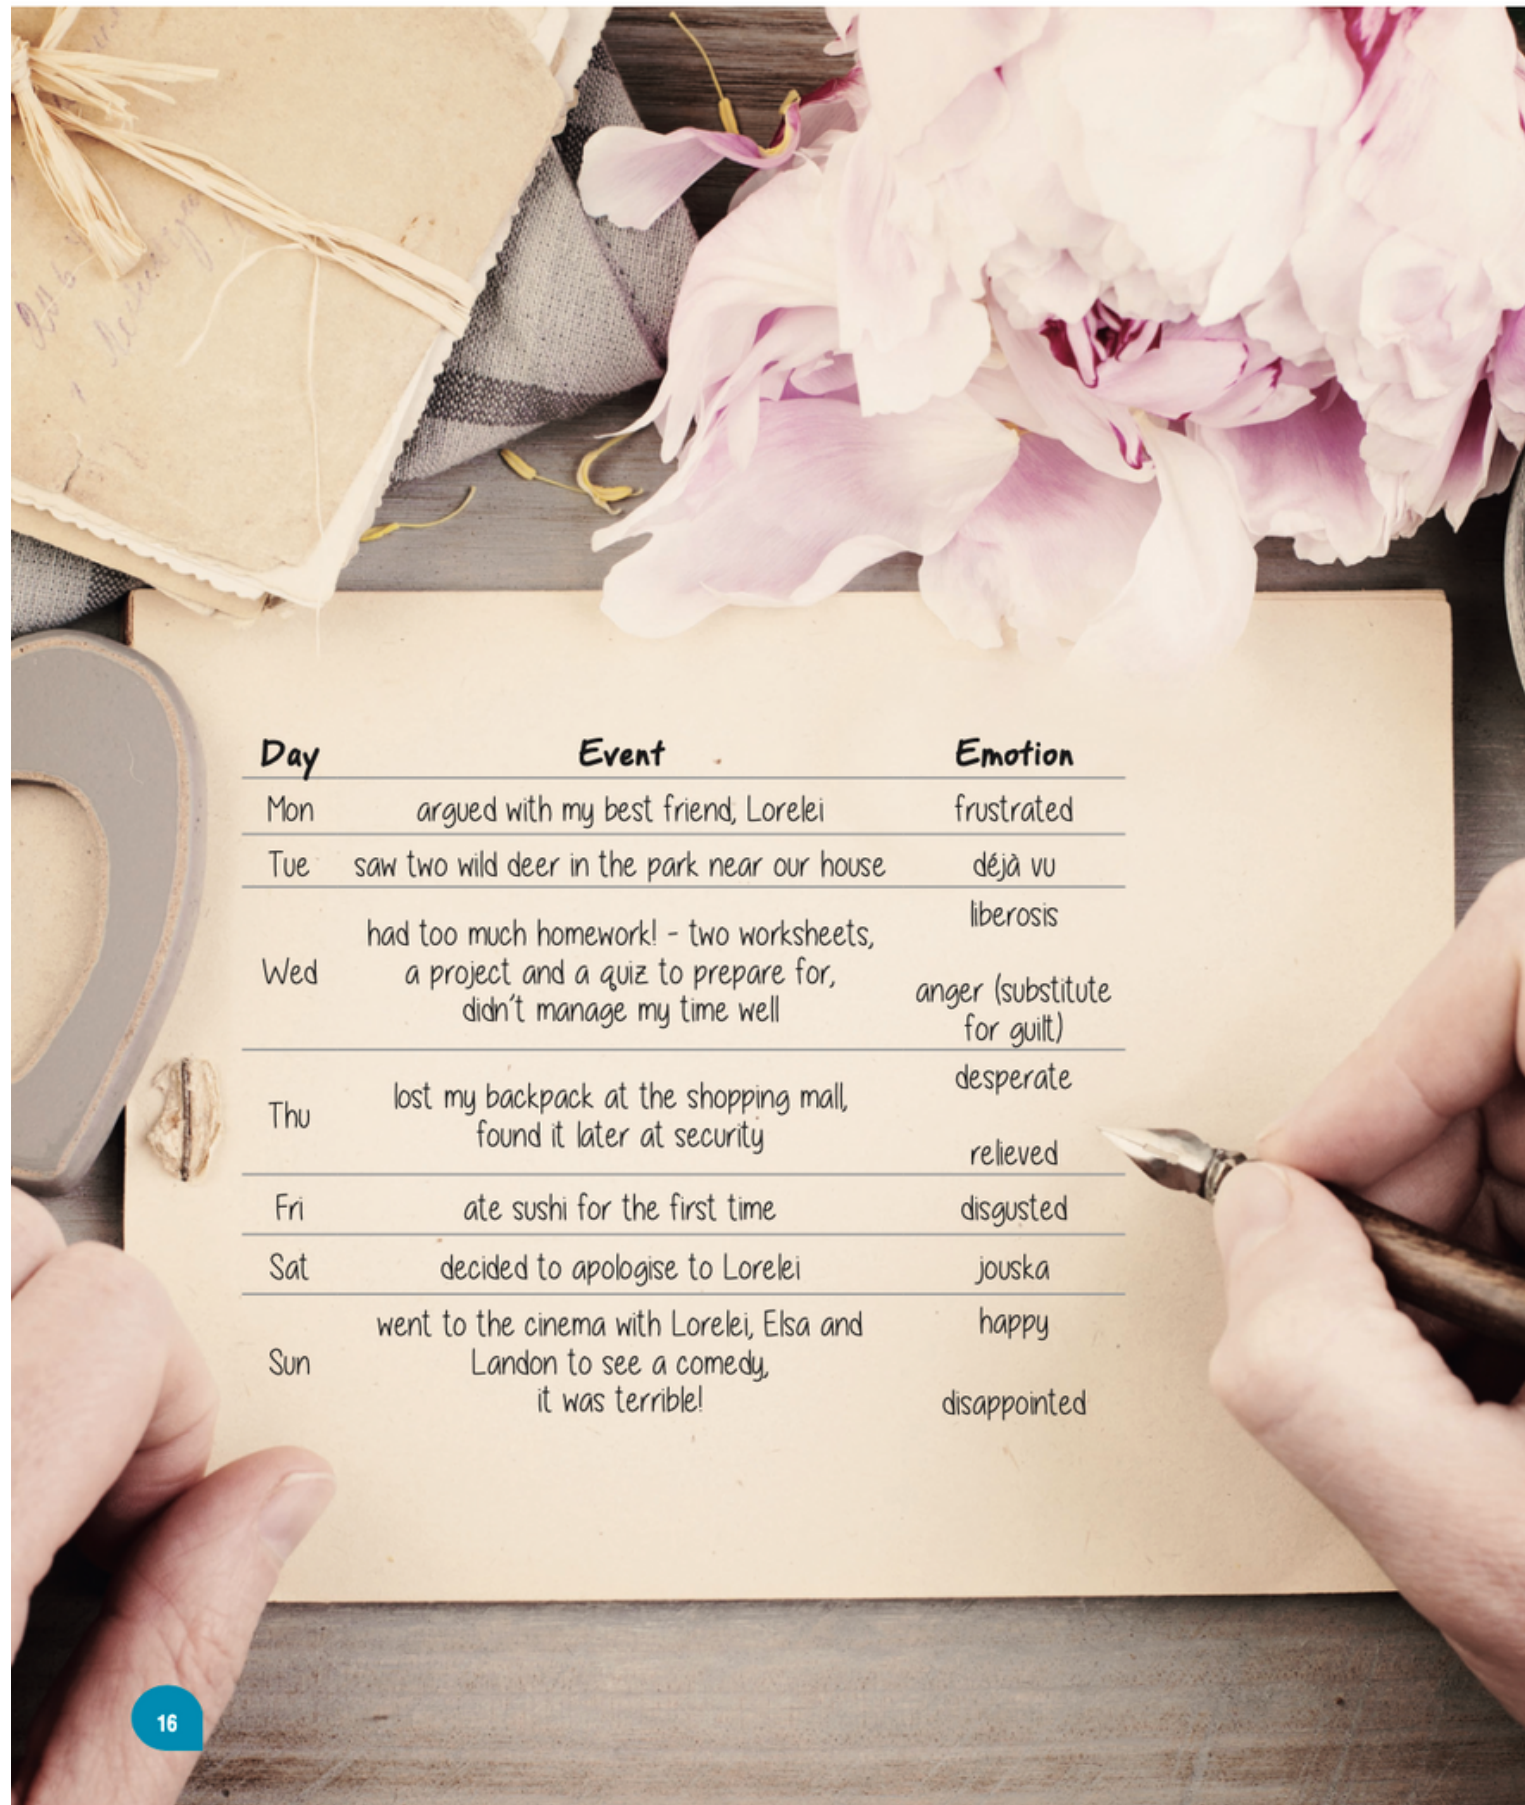 Day Event Emotion
Mon argued with my best friend, Lorelei frustrated
Tue saw two wild deer in the park near our house déjà vu
Wed had too much homework! - two worksheets,
a project and a quiz to prepare for,
didn't manage my time well
liberosis
anger (substitute
for guilt)
Thu lost my backpack at the shopping mall,
found it later at security
desperate
relieved
Fri ate sushi for the first time disgusted
Sat decided to apologise to Lorelei jouska
Sun went to the cinema with Lorelei, Elsa and
Landon to see a comedy,
it was terrible!
happy
disappointed
16